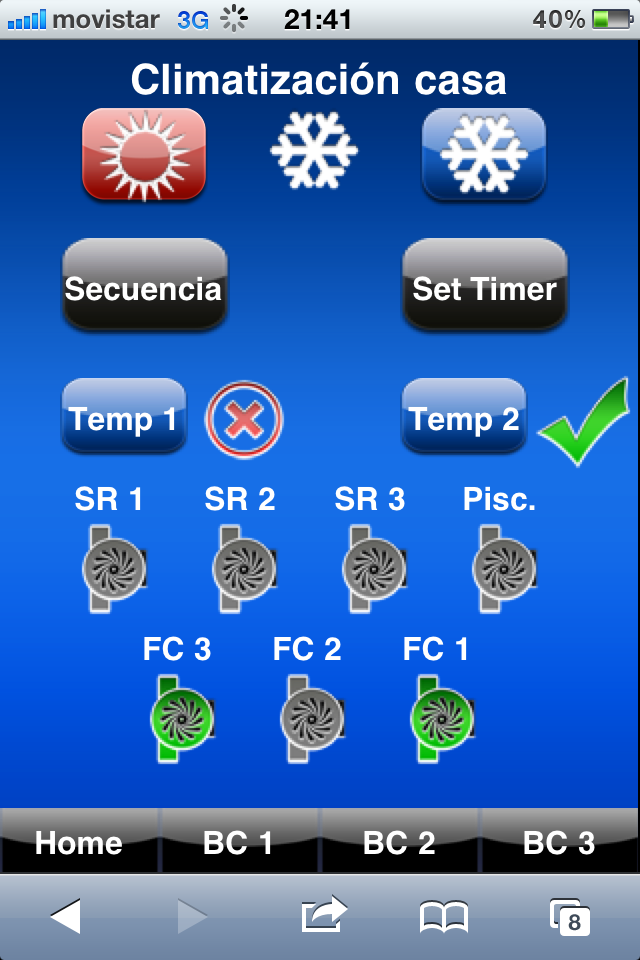 movistar 3G 21:41 40%
Climatización casa
Secuencia Set Timer
Temp 1 Temp 2
SR 1 SR 2 SR 3 Pisc.
FC 3 FC 2 FC 1
Home BC 1 BC 2 BC 3
8